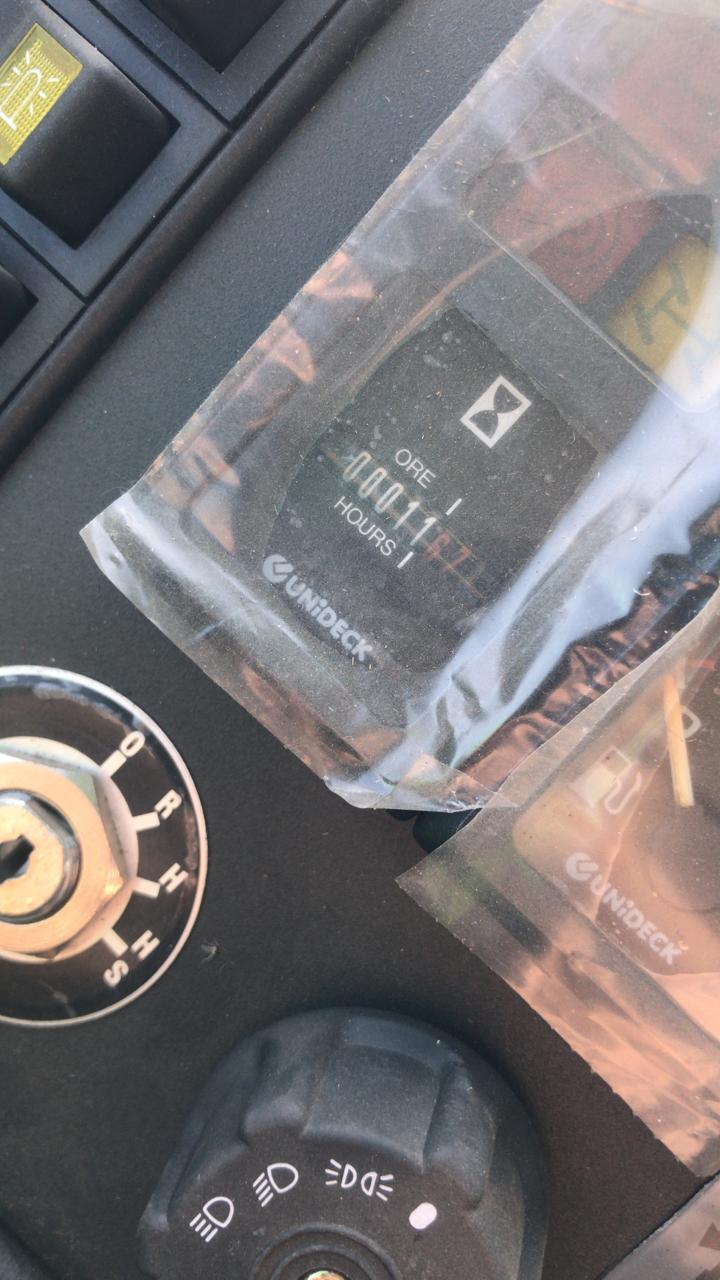 ORE
00011
HOURS
UNiDECK
UNiDECK
O
R
H
H
S